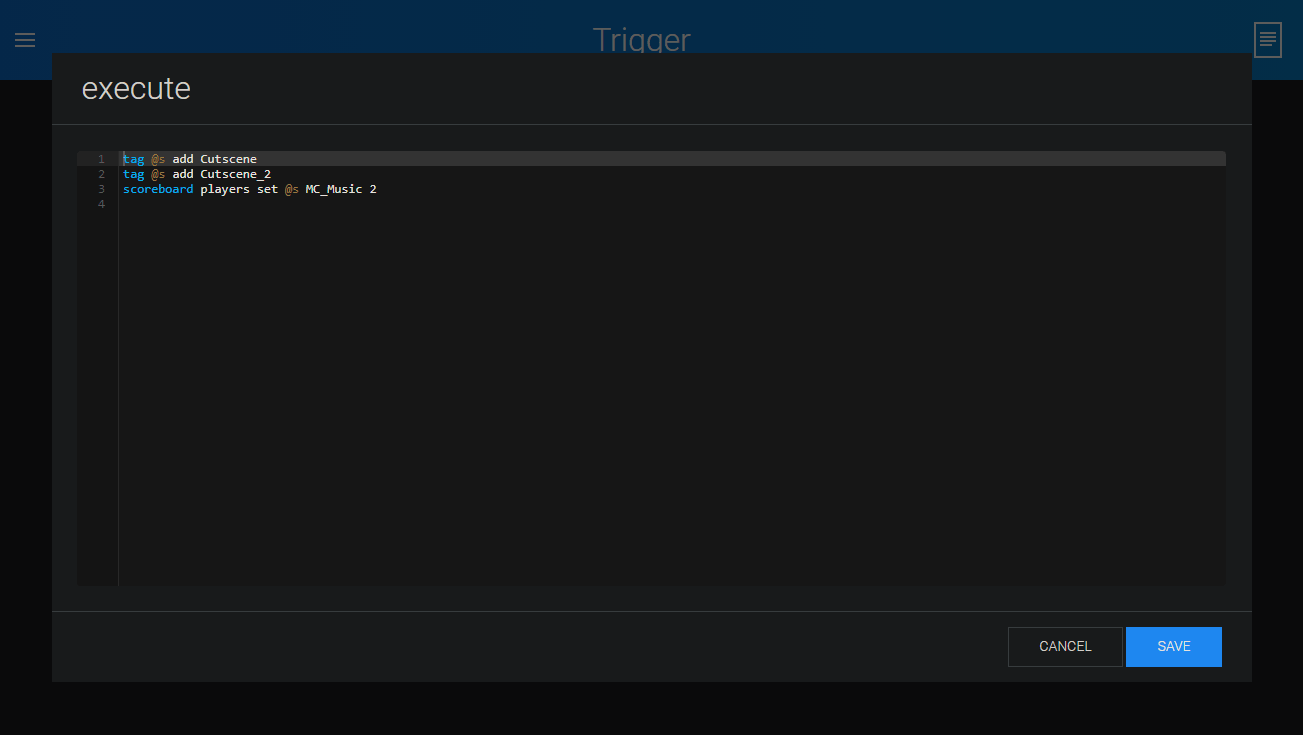 Trigger
execute
1 tag @s add Cutscene
2 tag @s add Cutscene_2
3 scoreboard players set @s MC_Music 2
4
CANCEL SAVE